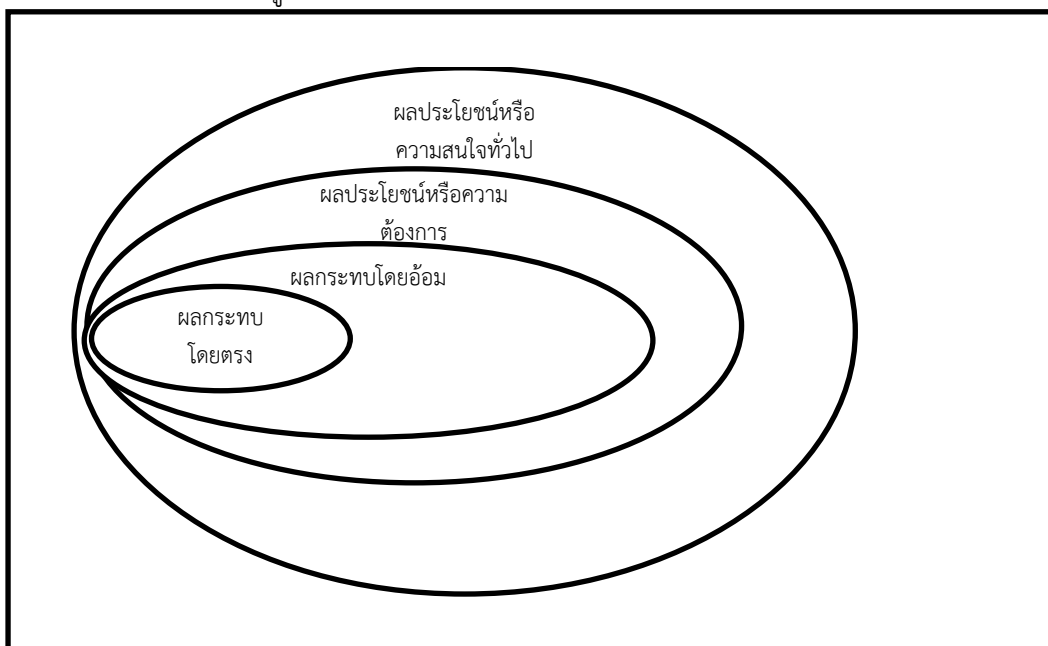 ผลประโยชน์หรือ
ความสนใจทั่วไป
ผลประโยชน์หรือความ
ต้องการ
ผลกระทบโดยอ้อม
ผลกระทบ
โดยตรง